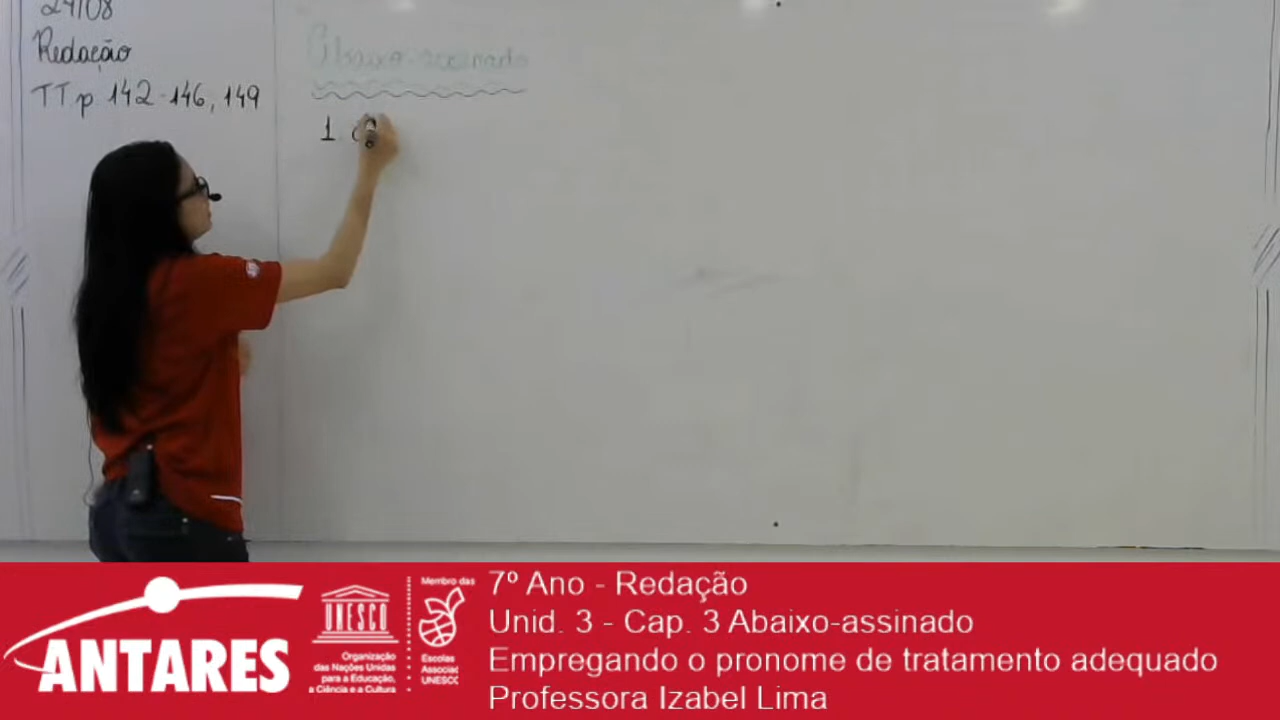 24/08
Redação
TT p 142-146, 149
Abaixo-assinado
1
ANTARES
UNESCO
Organização
das Nações Unidas
para a Educação,
a Ciência e a Cultura
Membro das
Escolas
Associad
UNESCO
7º Ano - Redação
Unid. 3 - Cap. 3 Abaixo-assinado
Empregando o pronome de tratamento adequado
Professora Izabel Lima